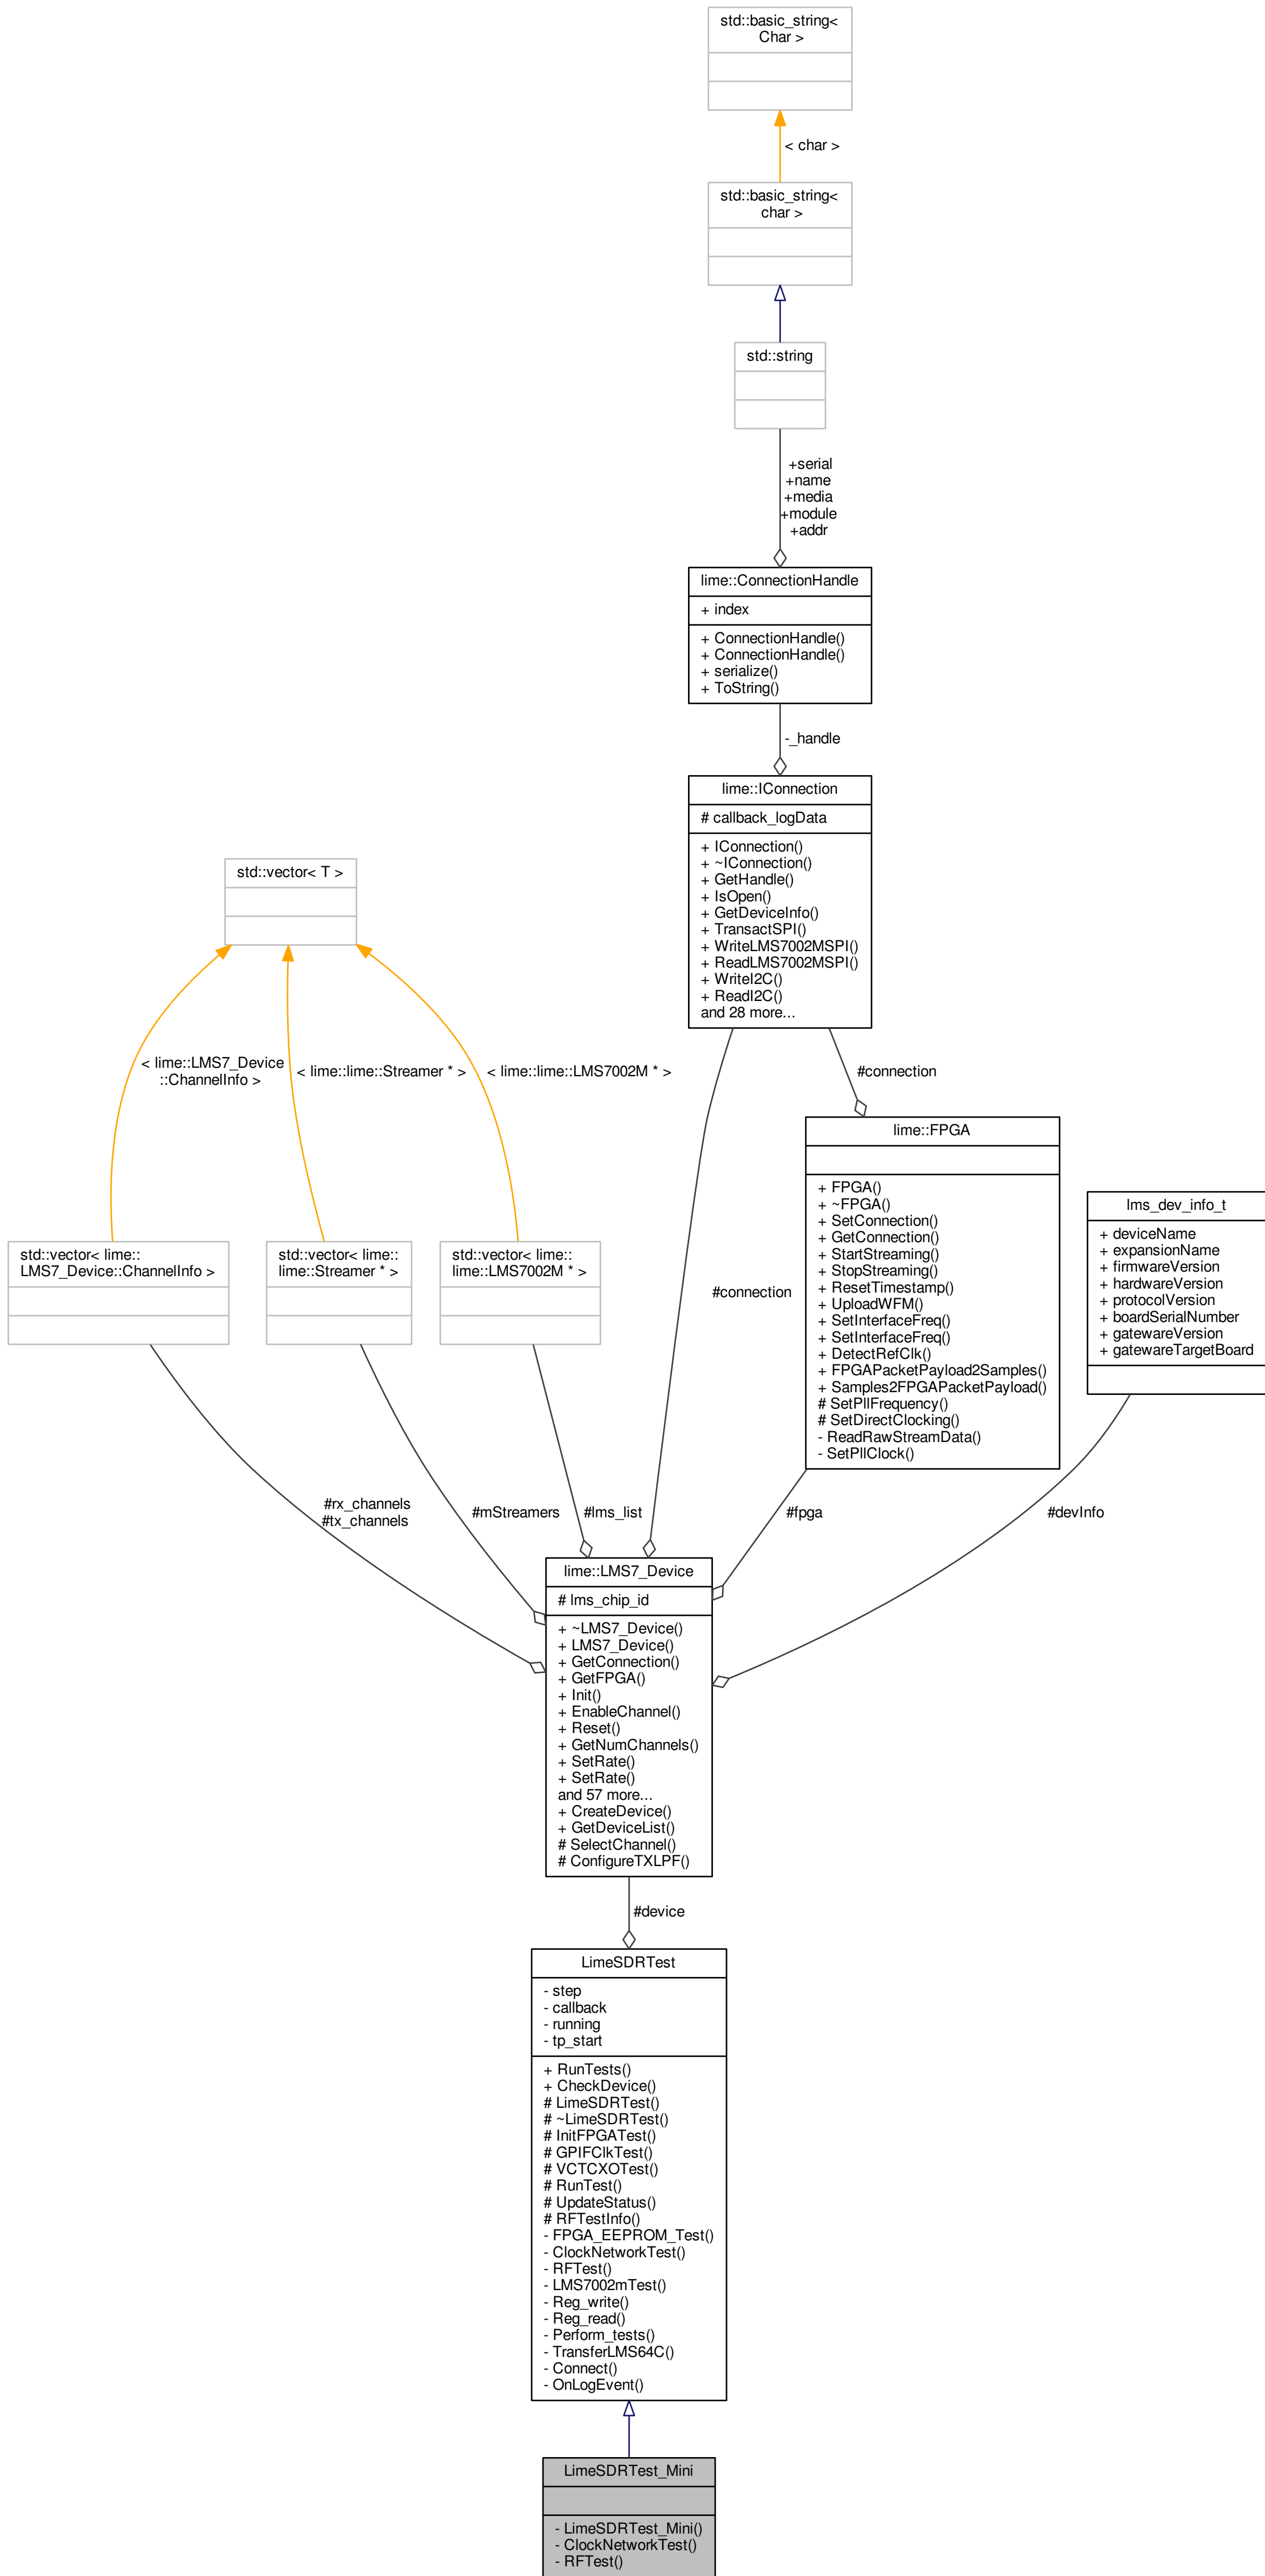 std::basic_string<
Char >
< char >
std::basic_string<
char >
std::string
+serial
+name
+media
+module
+addr
lime::ConnectionHandle
+ index
+ ConnectionHandle()
+ ConnectionHandle()
+ serialize()
+ ToString()
-_handle
lime::IConnection
# callback_logData
+ IConnection()
+ ~IConnection()
+ GetHandle()
+ IsOpen()
+ GetDeviceInfo()
+ TransactSPI()
+ WriteLMS7002MSPI()
+ ReadLMS7002MSPI()
+ WriteI2C()
+ ReadI2C()
and 28 more...
std::vector< T >
< lime::LMS7_Device
::ChannelInfo >
< lime::lime::Streamer * >
< lime::lime::LMS7002M * >
#connection
lime::FPGA
+ FPGA()
+ ~FPGA()
+ SetConnection()
+ GetConnection()
+ StartStreaming()
+ StopStreaming()
+ ResetTimestamp()
+ UploadWFM()
+ SetInterfaceFreq()
+ SetInterfaceFreq()
+ DetectRefClk()
+ FPGAPacketPayload2Samples()
+ Samples2FPGAPacketPayload()
# SetPllFrequency()
# SetDirectClocking()
- ReadRawStreamData()
- SetPllClock()
lms_dev_info_t
+ deviceName
+ expansionName
+ firmwareVersion
+ hardwareVersion
+ protocolVersion
+ boardSerialNumber
+ gatewareVersion
+ gatewareTargetBoard
std::vector< lime::
LMS7_Device::ChannelInfo >
std::vector< lime::
lime::Streamer * >
std::vector< lime::
lime::LMS7002M * >
#connection
#rx_channels
#tx_channels
#mStreamers
#lms_list
#fpga
#devInfo
lime::LMS7_Device
# lms_chip_id
+ ~LMS7_Device()
+ LMS7_Device()
+ GetConnection()
+ GetFPGA()
+ Init()
+ EnableChannel()
+ Reset()
+ GetNumChannels()
+ SetRate()
+ SetRate()
and 57 more...
+ CreateDevice()
+ GetDeviceList()
# SelectChannel()
# ConfigureTXLPF()
#device
LimeSDRTest
- step
- callback
- running
- tp_start
+ RunTests()
+ CheckDevice()
# LimeSDRTest()
# ~LimeSDRTest()
# InitFPGATest()
# GPIFClkTest()
# VCTCXOTest()
# RunTest()
# UpdateStatus()
# RFTestInfo()
- FPGA_EEPROM_Test()
- ClockNetworkTest()
- RFTest()
- LMS7002mTest()
- Reg_write()
- Reg_read()
- Perform_tests()
- TransferLMS64C()
- Connect()
- OnLogEvent()
LimeSDRTest_Mini
- LimeSDRTest_Mini()
- ClockNetworkTest()
- RFTest()